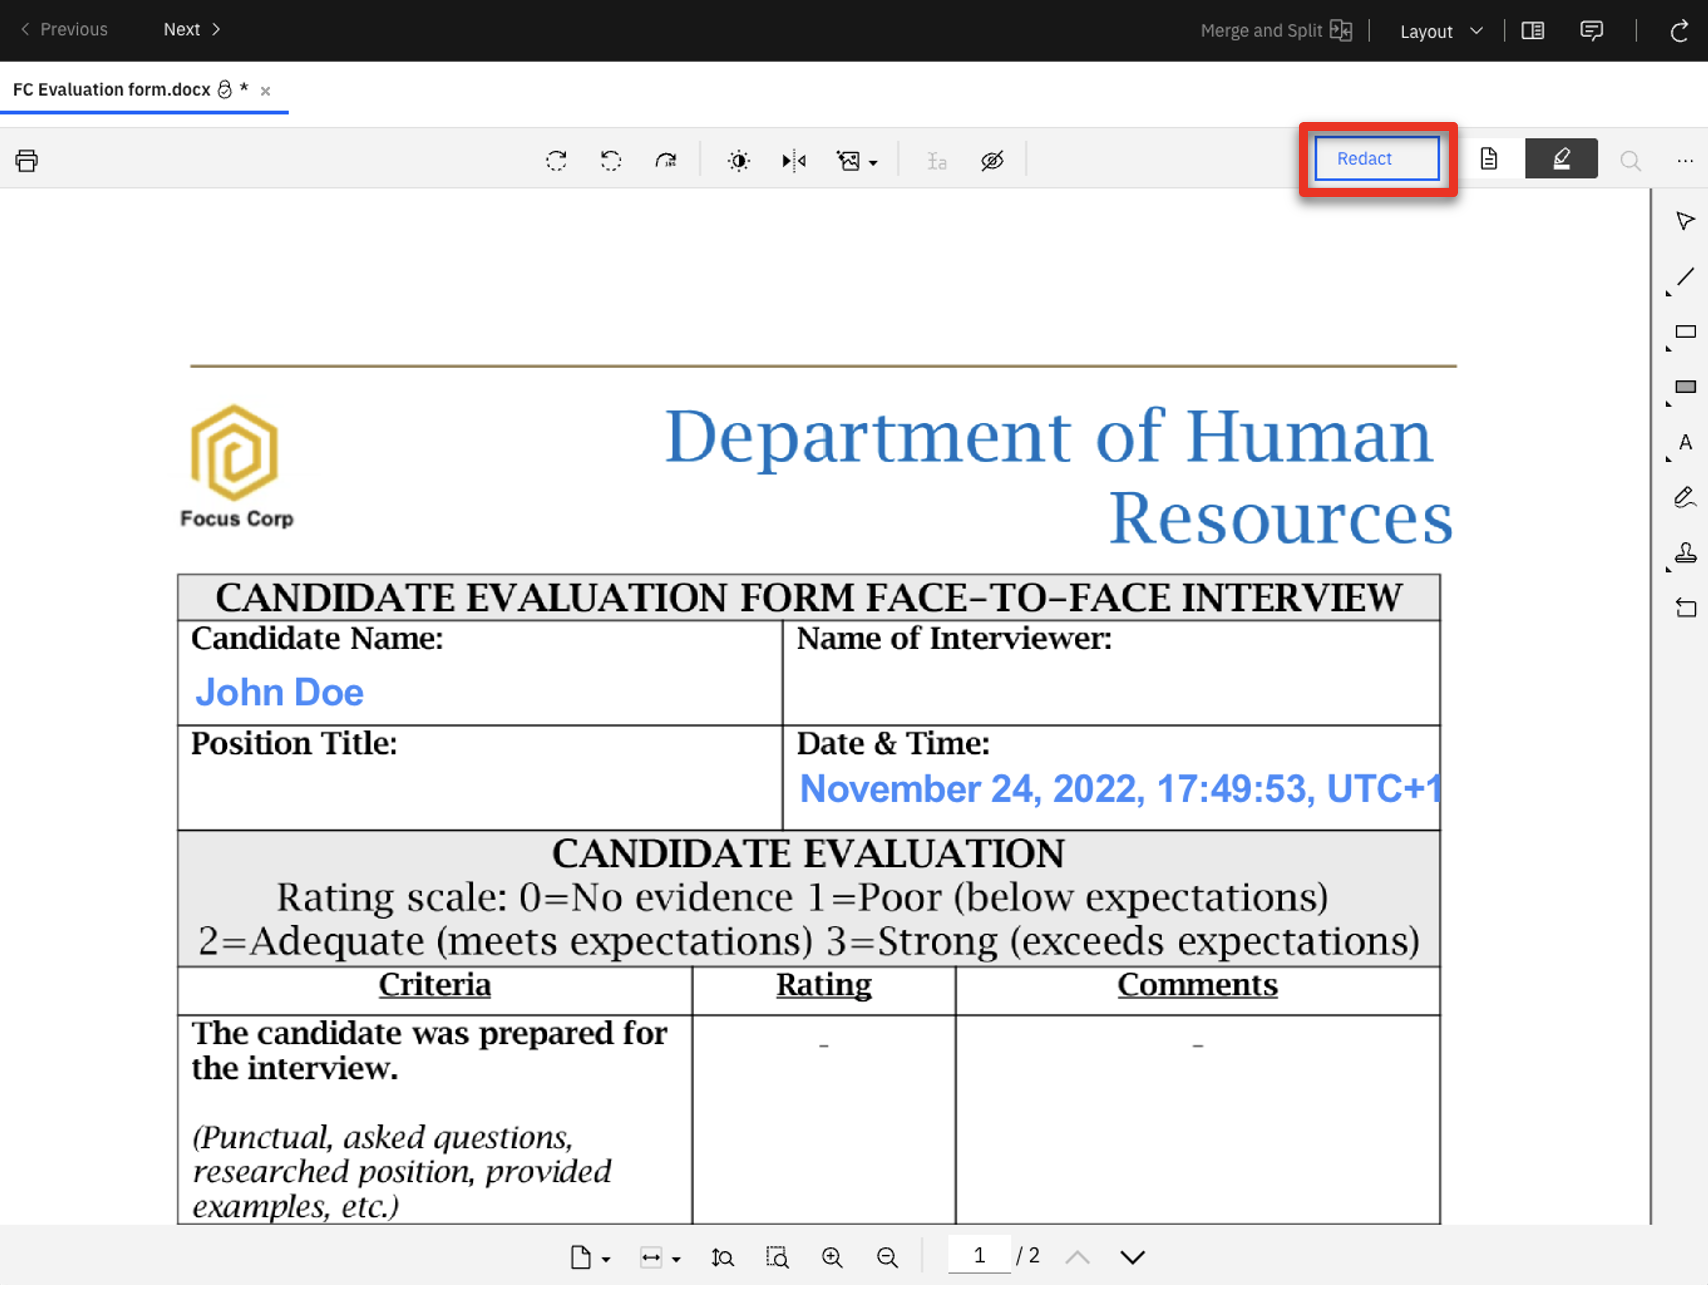 Previous
Next
Merge and Split
Layout
FC Evaluation form.docx *
Redact
Department of Human
Resources
Focus Corp
CANDIDATE EVALUATION FORM FACE-TO-FACE INTERVIEW
Candidate Name:
Name of Interviewer:
John Doe
Position Title:
Date & Time:
November 24, 2022, 17:49:53, UTC+1
CANDIDATE EVALUATION
Rating scale: 0=No evidence 1=Poor (below expectations)
2=Adequate (meets expectations) 3=Strong (exceeds expectations)
Criteria
Rating
Comments
The candidate was prepared for
the interview.
-
-
(Punctual, asked questions,
researched position, provided
examples, etc.)
A
1 / 2